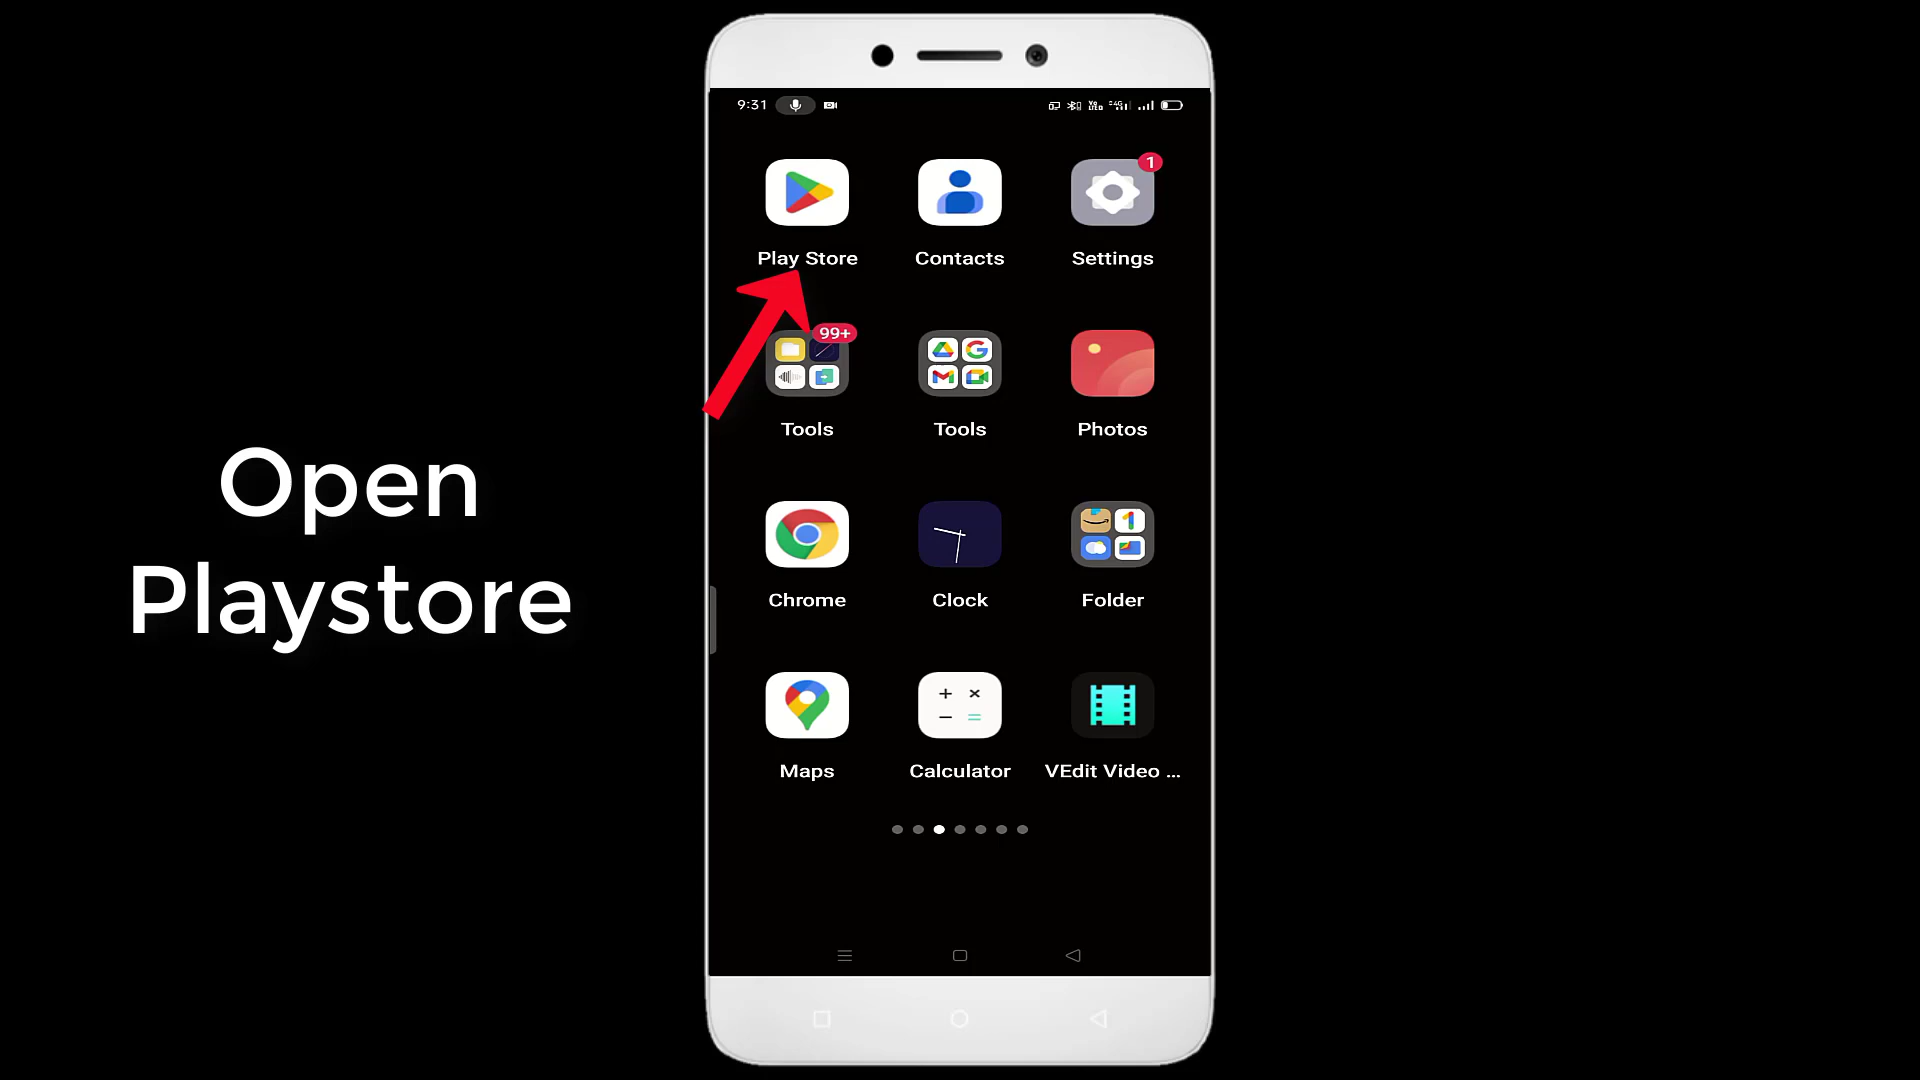 9:31
1
Play Store
Contacts
Settings
99+
Tools
Tools
Photos
Open
Playstore
Chrome
Clock
Folder
Maps
Calculator
VEdit Video ...